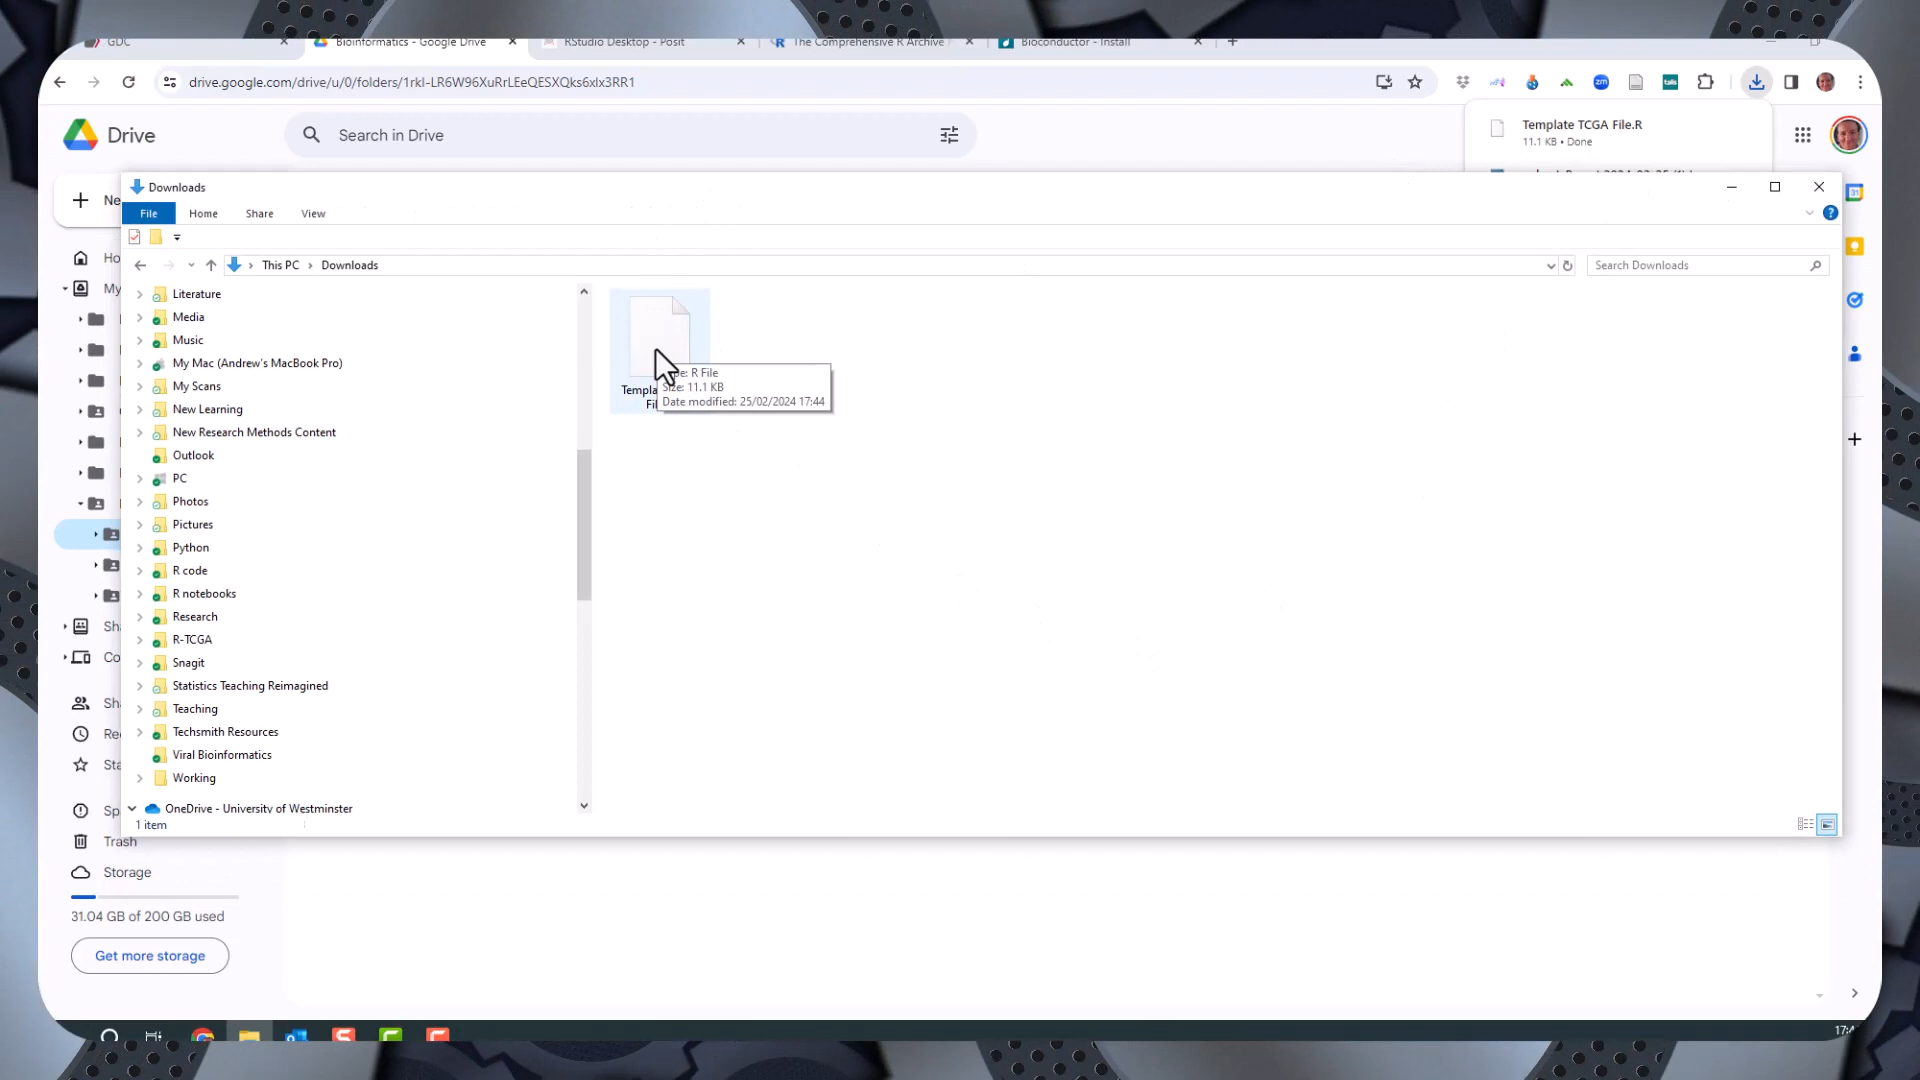 GDC
Bioinformatics - Google Drive
RStudio Desktop - Posit
The Comprehensive R Archive
Bioconductor - Install
drive.google.com/drive/u/0/folders/1rkI-LR6W96XuRrLEeQESXQks6xIx3RR1
Drive
Search in Drive
Template TCGA File.R
11.1 KB • Done
Downloads
File
Home
Share
View
This PC
Downloads
Search Downloads
Literature
Media
Music
My Mac (Andrew's MacBook Pro)
My Scans
New Learning
New Research Methods Content
Outlook
PC
Photos
Pictures
Python
R code
R notebooks
Research
R-TCGA
Snagit
Statistics Teaching Reimagined
Teaching
Techsmith Resources
Viral Bioinformatics
Working
OneDrive - University of Westminster
1 item
R File
Size: 11.1 KB
Date modified: 25/02/2024 17:44
Trash
Storage
31.04 GB of 200 GB used
Get more storage